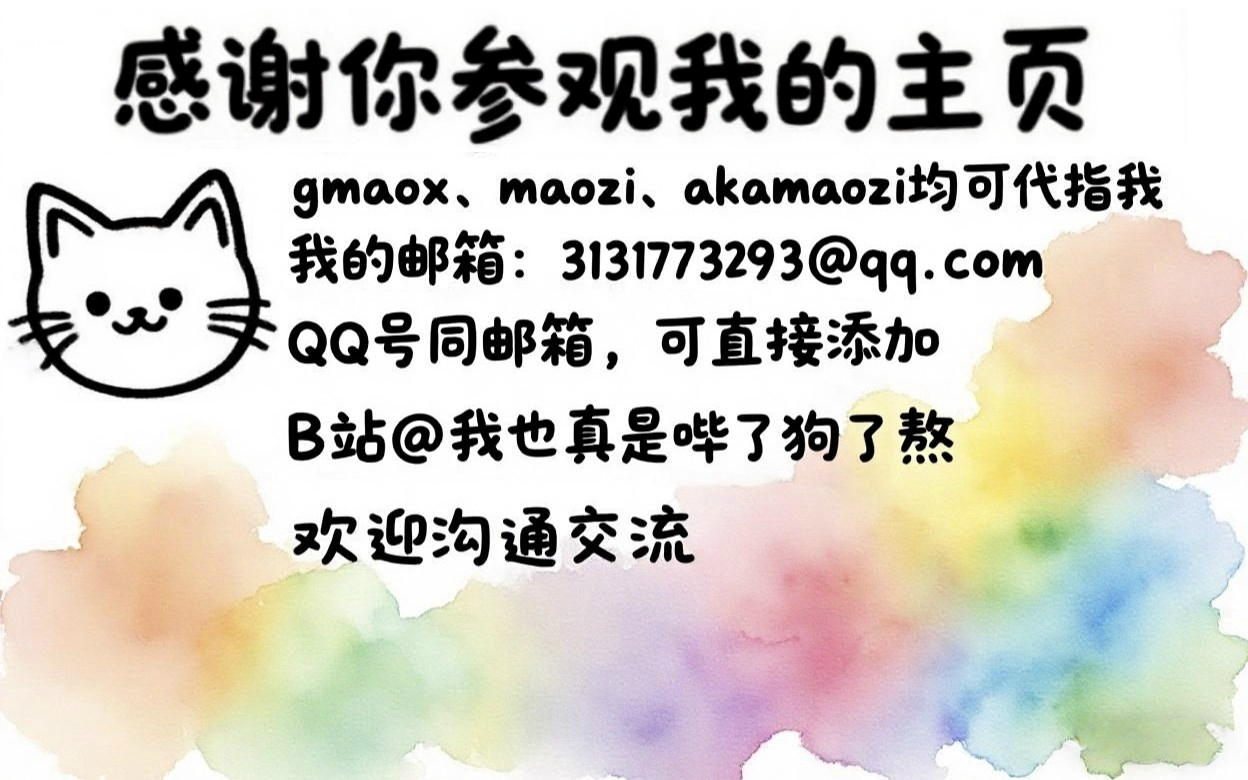 感谢你参观我的主页
gmaox、maozi、akamaozi均可代指我
我的邮箱：3131773293@qq.com
QQ号同邮箱，可直接添加
B站@我也真是哔了狗了熬
欢迎沟通交流